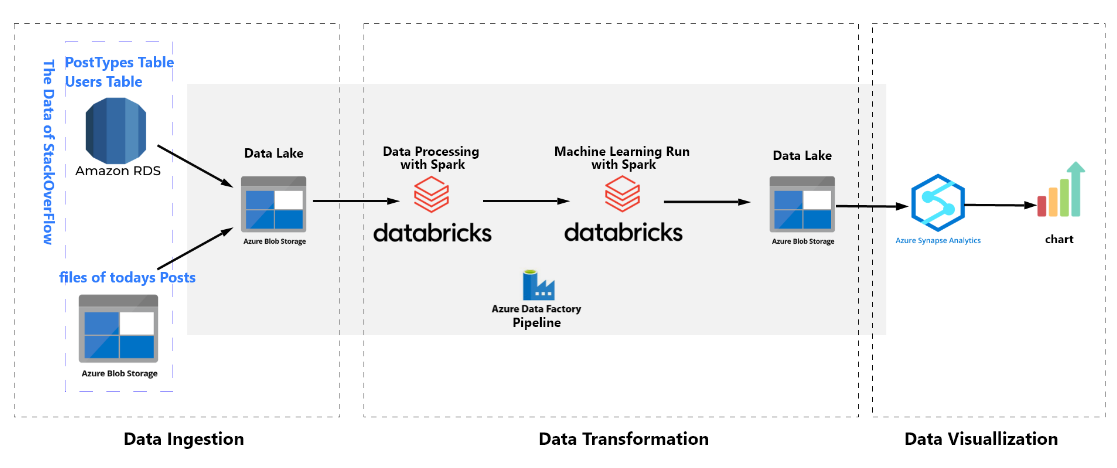 The Data of StackOverFlow
PostTypes Table
Users Table
Amazon RDS
files of todays Posts
Azure Blob Storage
Data Lake
Azure Blob Storage
Data Processing
with Spark
databricks
Machine Learning Run
with Spark
databricks
Data Lake
Azure Blob Storage
Azure Data Factory
Pipeline
Azure Synapse Analytics
chart
Data Ingestion
Data Transformation
Data Visuallization